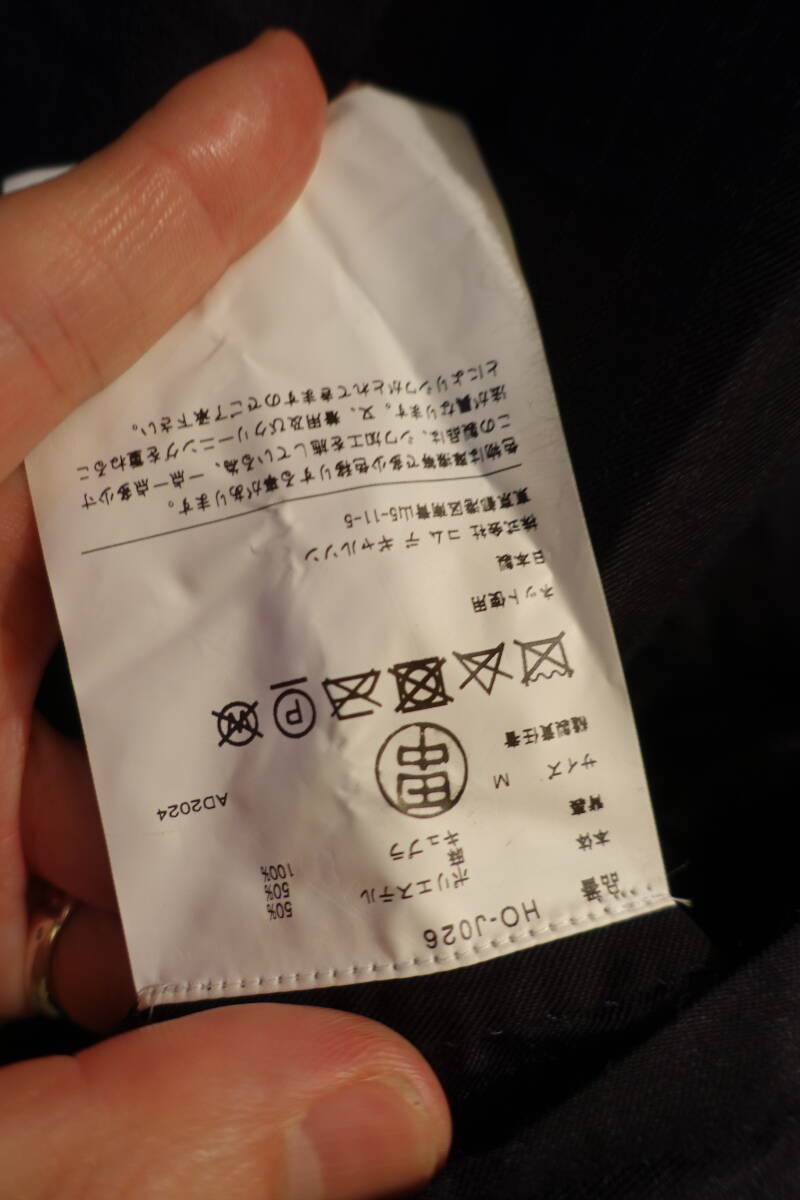 品番 HO-J026
本体 ポリエステル 50%
麻 50%
背裏 キュプラ 100%
サイズ M AD2024
縫製責任者 田中
P
W
ネット使用
日本製
株式会社 コム デ ギャルソン
東京都港区南青山5-11-5
色物は摩擦等で多少色移りする事があります。
この製品は、シワ加工を施している為、一点一点多少寸
法が異なります。又、着用及びクリーニングを重ねるこ
とによりシワがとれてきますのでご了承下さい。